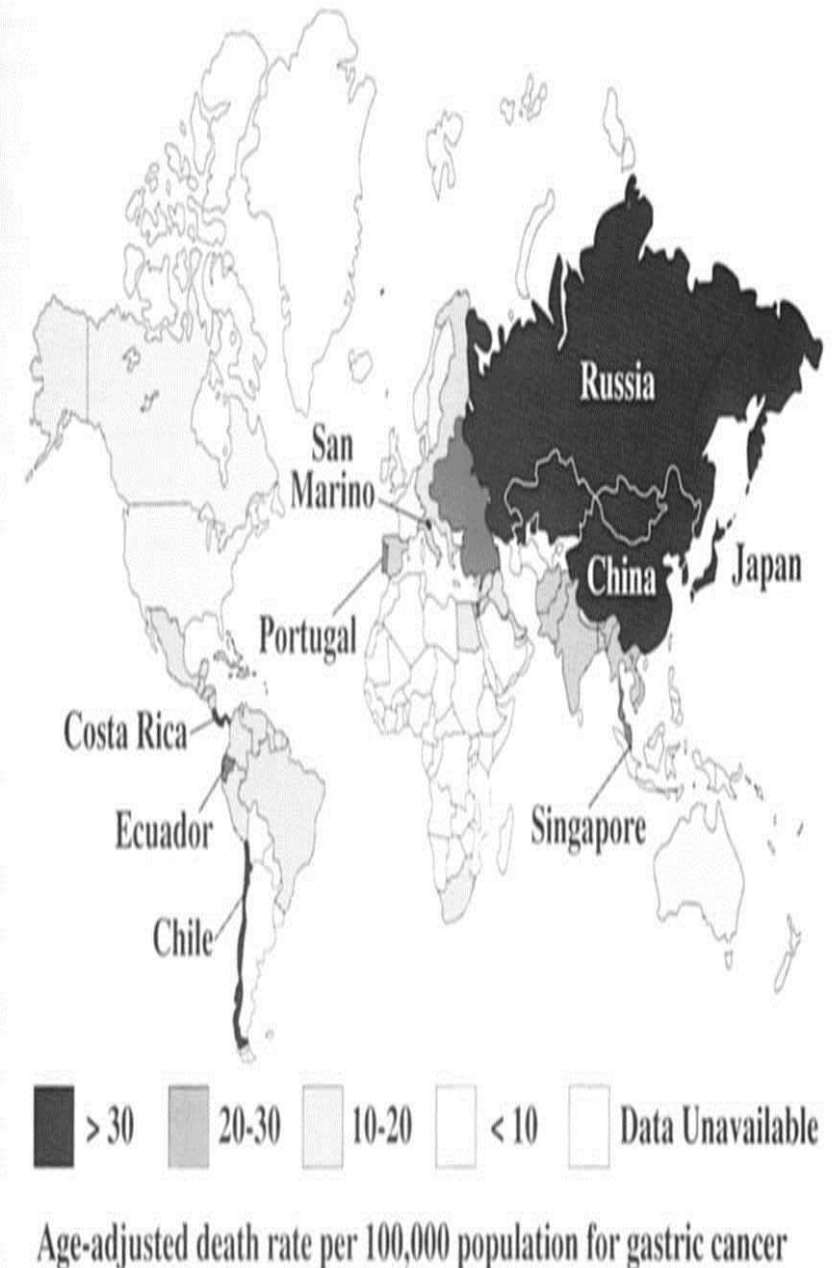 Russia
San
Marino
China
Japan
Portugal
Costa Rica
Ecuador
Singapore
Chile
> 30
20-30
10-20
< 10
Data Unavailable
Age-adjusted death rate per 100,000 population for gastric cancer